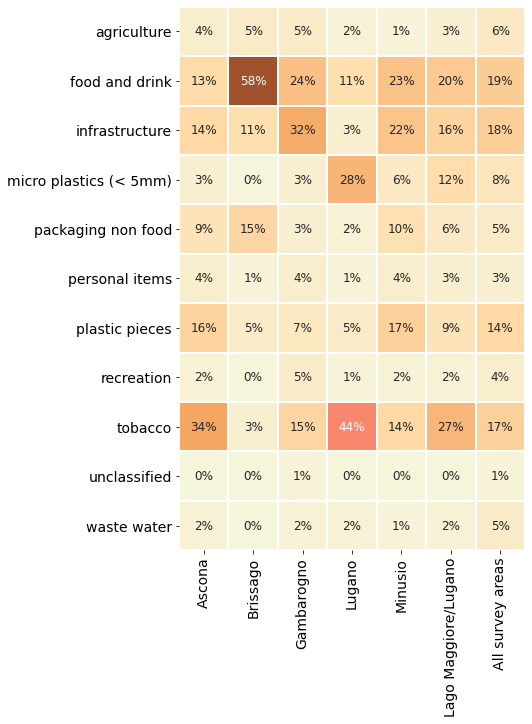 agriculture 4% 5% 5% 2% 1% 3% 6%
food and drink 13% 58% 24% 11% 23% 20% 19%
infrastructure 14% 11% 32% 3% 22% 16% 18%
micro plastics (< 5mm) 3% 0% 3% 28% 6% 12% 8%
packaging non food 9% 15% 3% 2% 10% 6% 5%
personal items 4% 1% 4% 1% 4% 3% 3%
plastic pieces 16% 5% 7% 5% 17% 9% 14%
recreation 2% 0% 5% 1% 2% 2% 4%
tobacco 34% 3% 15% 44% 14% 27% 17%
unclassified 0% 0% 1% 0% 0% 0% 1%
waste water 2% 0% 2% 2% 1% 2% 5%
Ascona
Brissago
Gambarogno
Lugano
Minusio
Lago Maggiore/Lugano
All survey areas